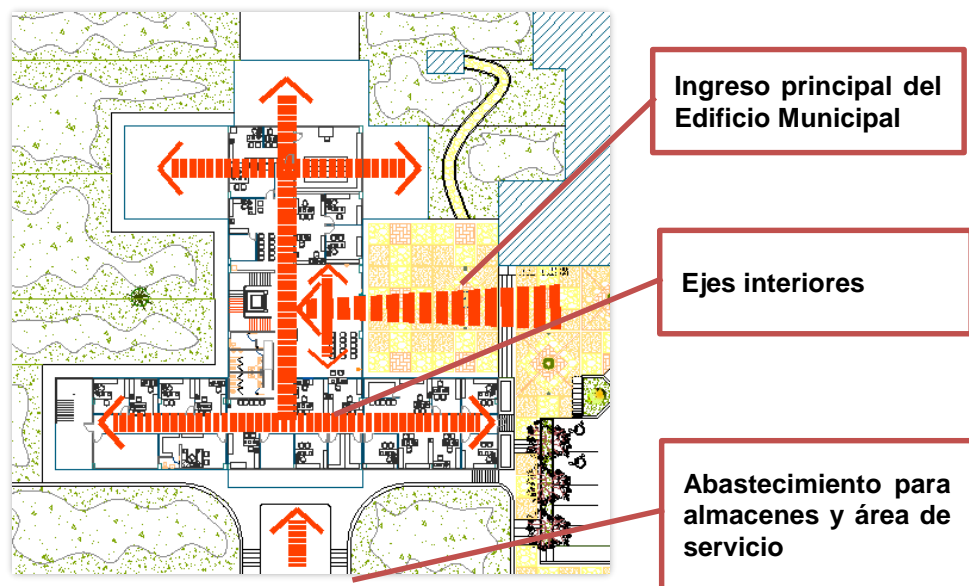 Ingreso principal del
Edificio Municipal
Ejes interiores
Abastecimiento para
almacenes y área de
servicio